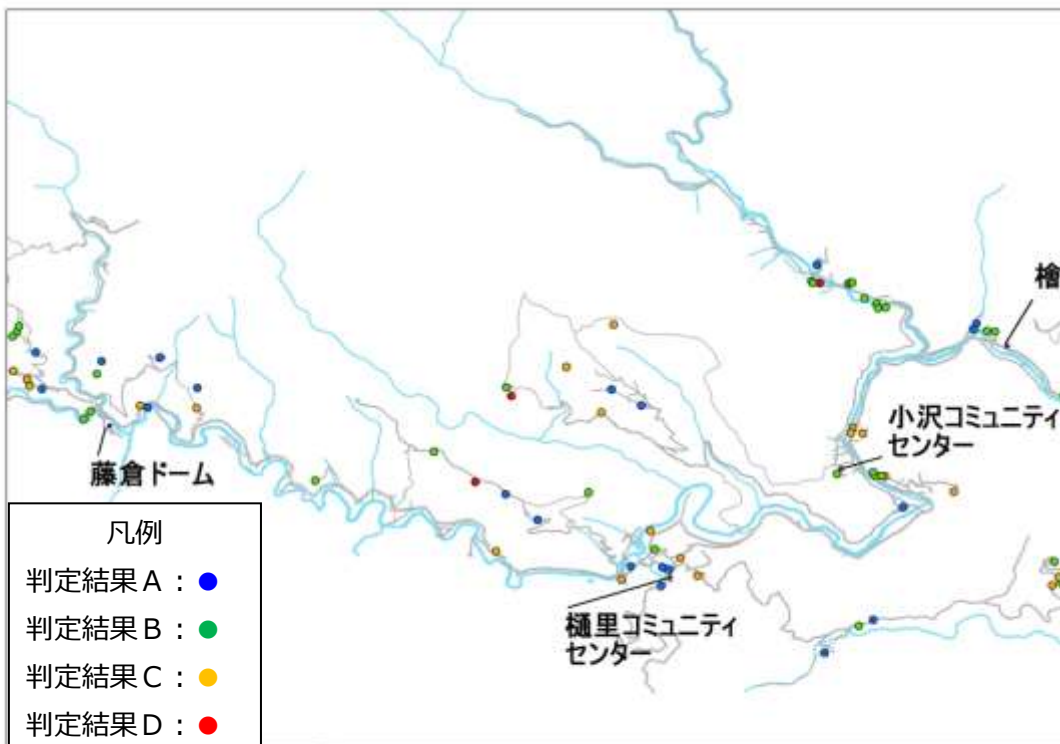 檜
小沢コミュニティ
センター
藤倉ドーム
樋里コミュニティ
センター
凡例
判定結果A：●
判定結果B：●
判定結果C：●
判定結果D：●